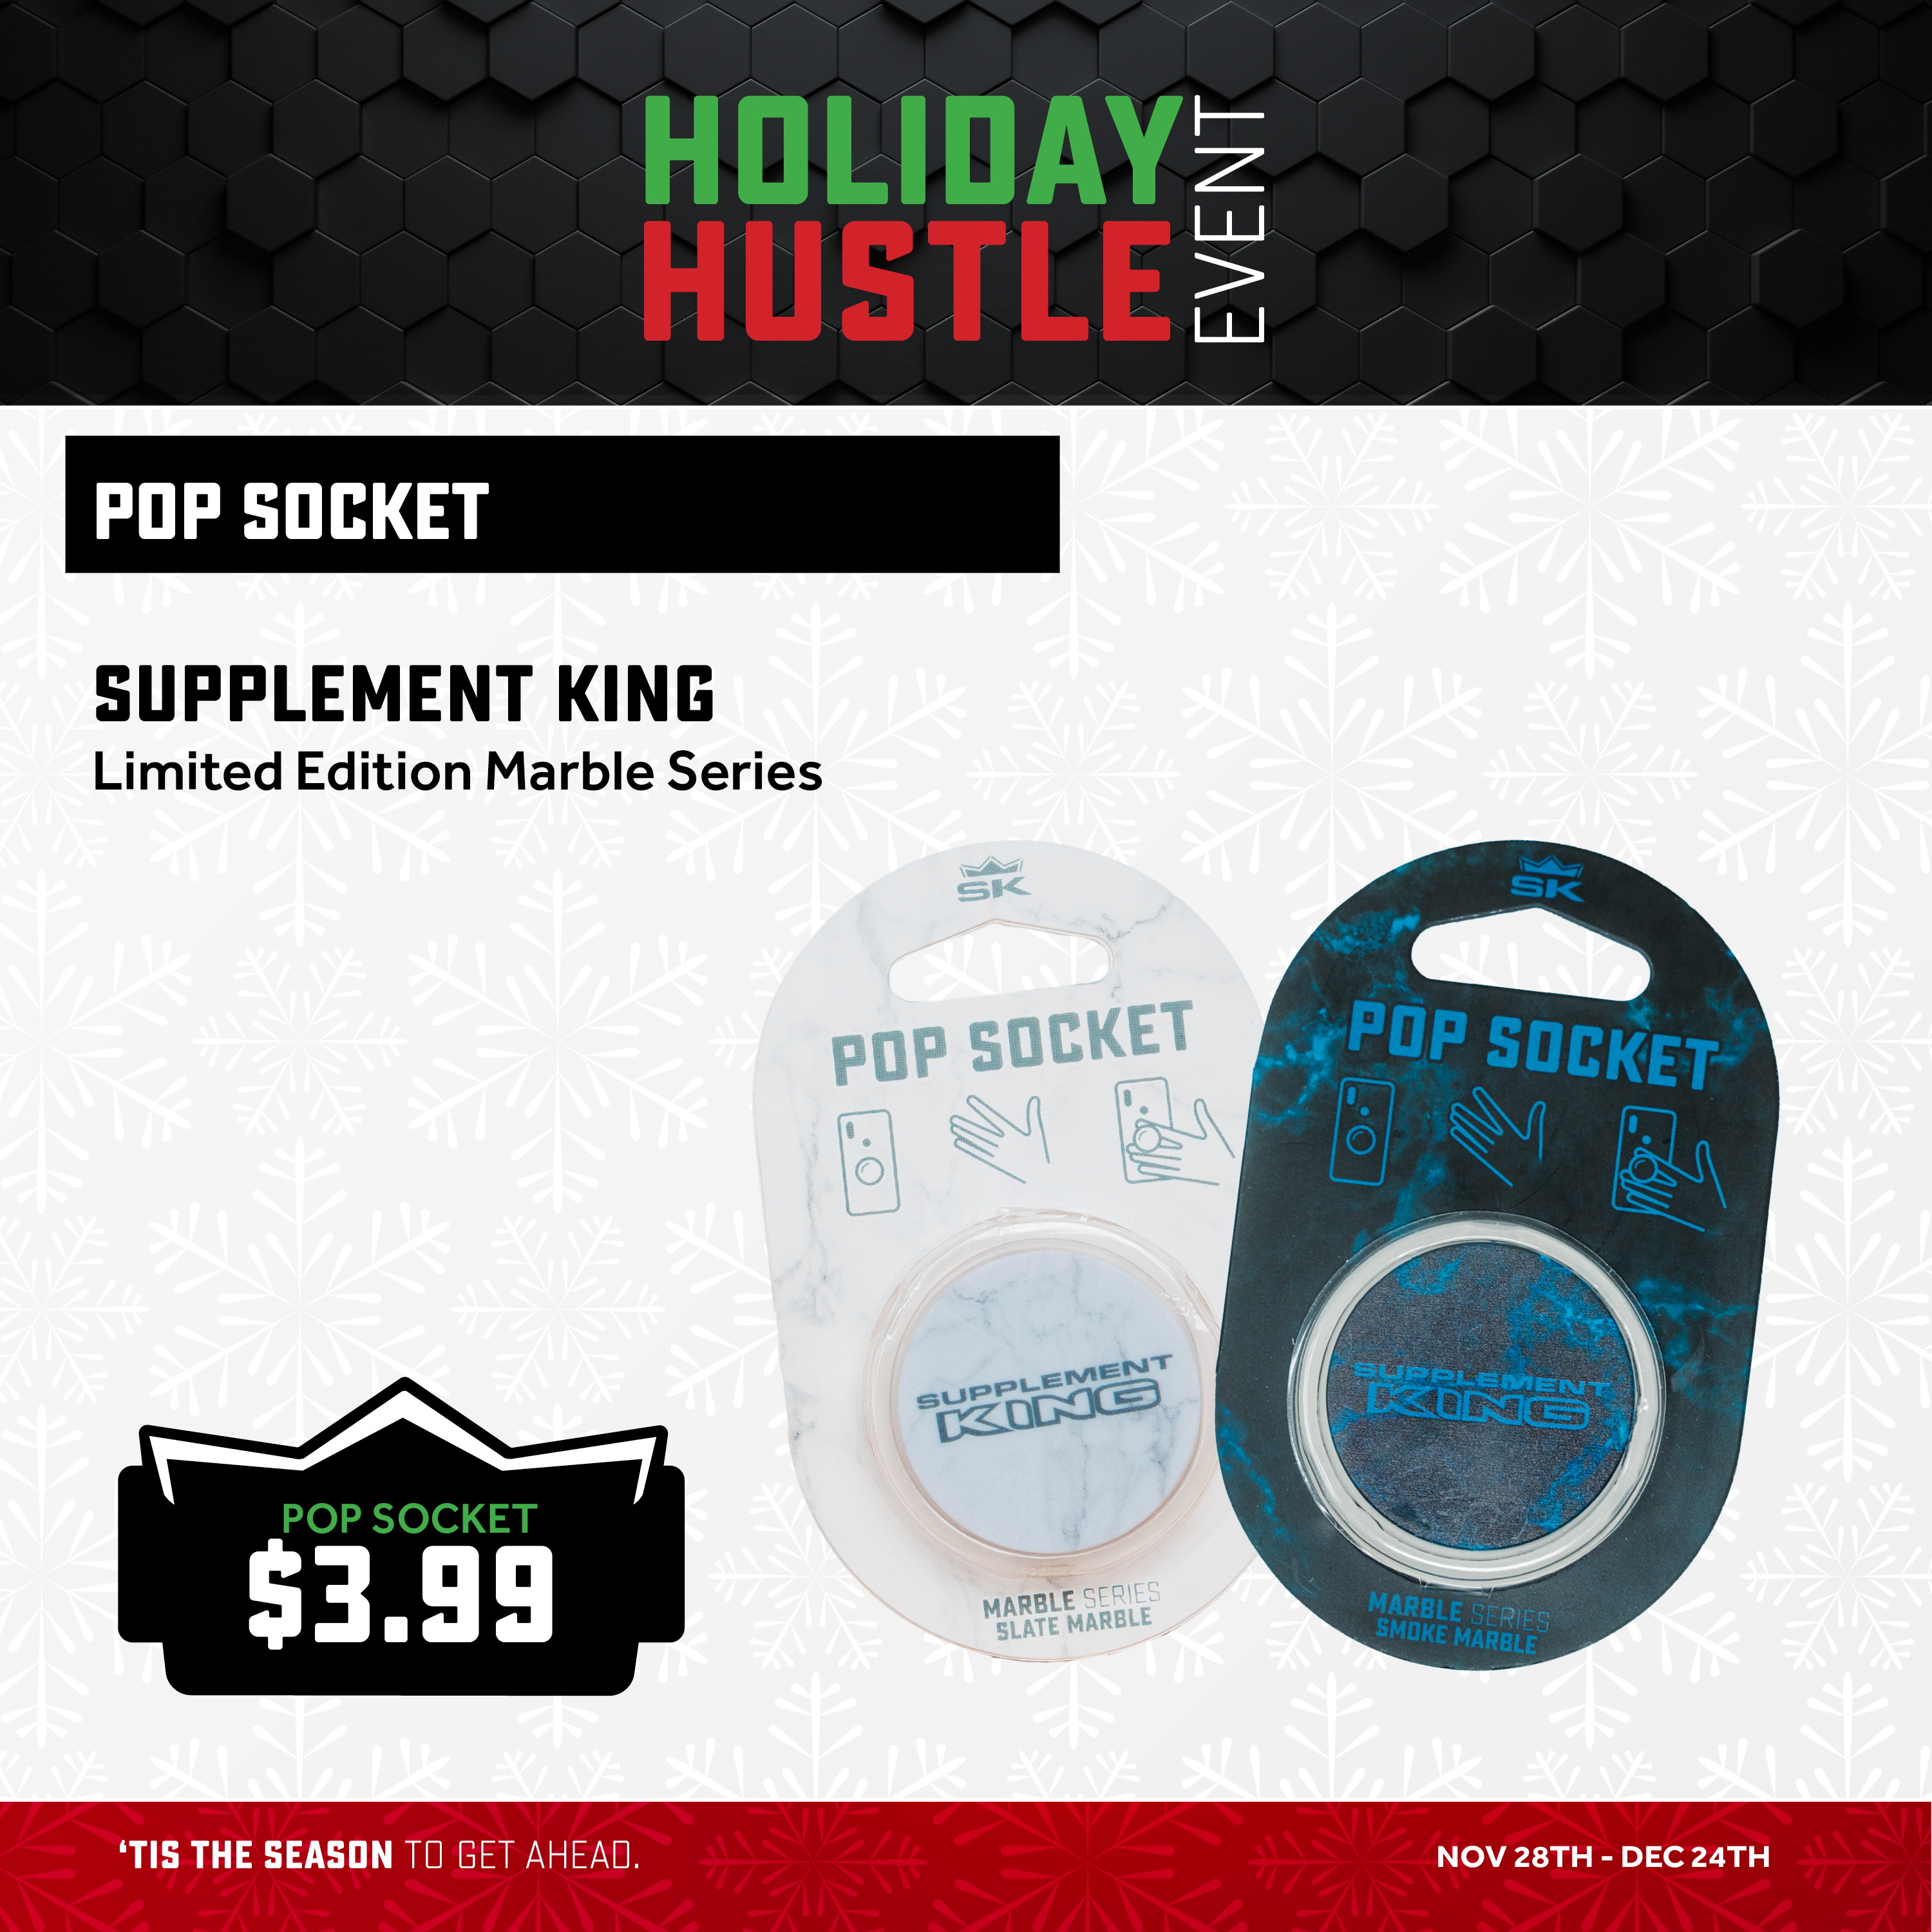 HOLIDAY
HUSTLE
EVENT
POP SOCKET
SUPPLEMENT KING
Limited Edition Marble Series
SK
POP SOCKET
SUPPLEMENT
KING
MARBLE SERIES
SLATE MARBLE
SK
POP SOCKET
SUPPLEMENT
KING
MARBLE SERIES
SMOKE MARBLE
POP SOCKET
$3.99
‘TIS THE SEASON TO GET AHEAD.
NOV 28TH - DEC 24TH